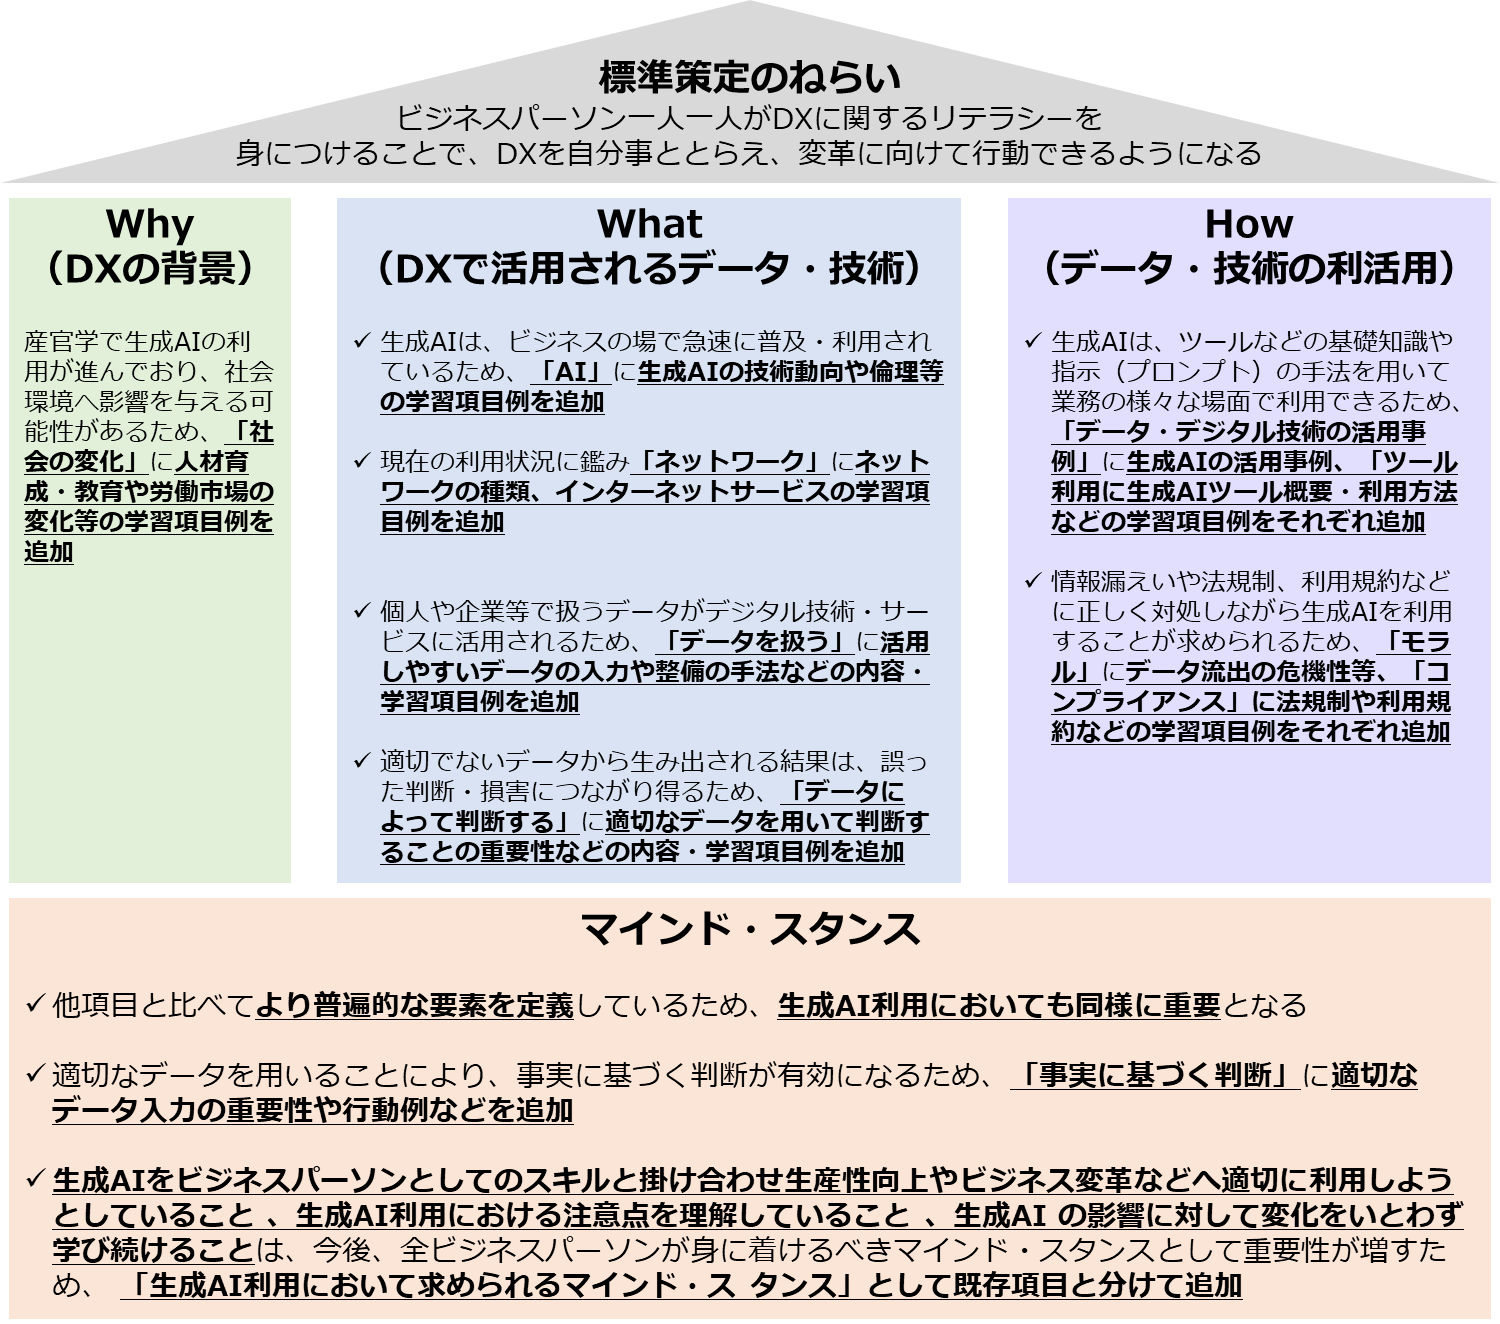 標準策定のねらい
ビジネスパーソン一人一人がDXに関するリテラシーを
身につけることで、DXを自分事ととらえ、変革に向けて行動できるようになる
Why
（DXの背景）
産官学で生成AIの利
用が進んでおり、社会
環境へ影響を与える可
能性があるため、「社
会の変化」に人材育
成・教育や労働市場の
変化等の学習項目例を
追加
What
（DXで活用されるデータ・技術）
✓ 生成AIは、ビジネスの場で急速に普及・利用され
ているため、「AI」に生成AIの技術動向や倫理等
の学習項目例を追加
✓ 現在の利用状況に鑑み「ネットワーク」にネット
ワークの種類、インターネットサービスの学習項
目例を追加
✓ 個人や企業等で扱うデータがデジタル技術・サー
ビスに活用されるため、「データを扱う」に活用
しやすいデータの入力や整備の手法などの内容・
学習項目例を追加
✓ 適切でないデータから生み出される結果は、誤っ
た判断・損害につながり得るため、「データに
よって判断する」に適切なデータを用いて判断す
ることの重要性などの内容・学習項目例を追加
How
（データ・技術の利活用）
✓ 生成AIは、ツールなどの基礎知識や
指示（プロンプト）の手法を用いて
業務の様々な場面で利用できるため、
「データ・デジタル技術の活用事
例」に生成AIの活用事例、「ツール
利用に生成AIツール概要・利用方法
などの学習項目例をそれぞれ追加
✓ 情報漏えいや法規制、利用規約など
に正しく対処しながら生成AIを利用
することが求められるため、「モラ
ル」にデータ流出の危機性等、「コ
ンプライアンス」に法規制や利用規
約などの学習項目例をそれぞれ追加
マインド・スタンス
✓ 他項目と比べてより普遍的な要素を定義しているため、生成AI利用においても同様に重要となる
✓ 適切なデータを用いることにより、事実に基づく判断が有効になるため、「事実に基づく判断」に適切な
データ入力の重要性や行動例などを追加
✓ 生成AIをビジネスパーソンとしてのスキルと掛け合わせ生産性向上やビジネス変革などへ適切に利用しよう
としていること 、生成AI利用における注意点を理解していること 、生成AI の影響に対して変化をいとわず
学び続けることは、今後、全ビジネスパーソンが身に着けるべきマインド・スタンスとして重要性が増すた
め、 「生成AI利用において求められるマインド・ス タンス」として既存項目と分けて追加